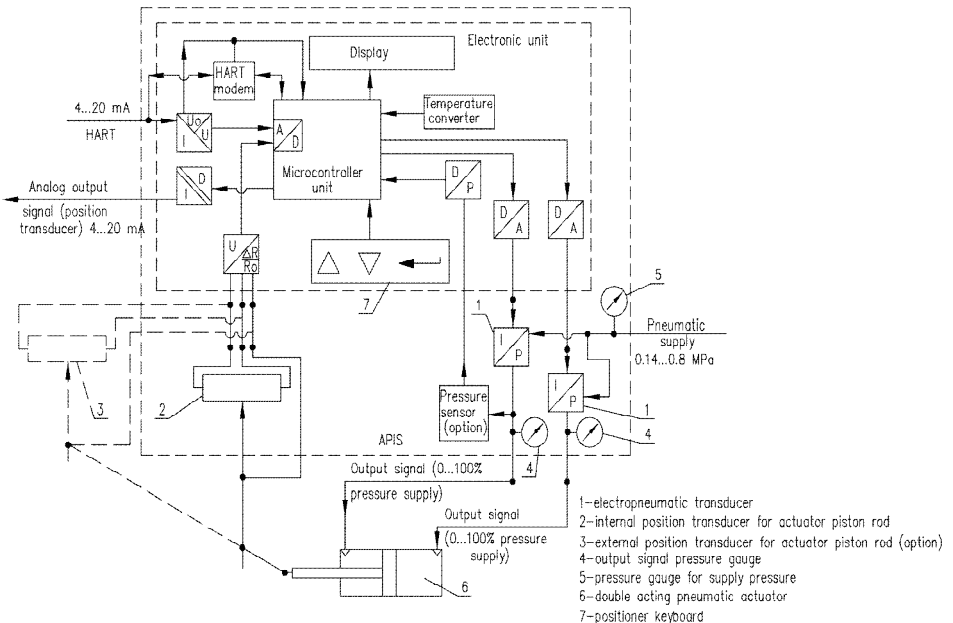 Electronic unit
Display
HART
modem
4...20 mA
HART
Uo
U
I
A
D
Temperature
converter
Microcontroller
unit
D
P
D
I
Analog output
signal (position
transducer) 4...20 mA
D
A
D
A
U
ΔR
Ro
7
5
1
I
P
Pneumatic
supply
0.14...0.8 MPa
3
2
Pressure
sensor
(option)
I
P
1
4
4
APIS
Output signal (0...100%
pressure supply)
Output signal
(0...100% pressure
supply)
6
1-electropneumatic transducer
2-internal position transducer for actuator piston rod
3-external position transducer for actuator piston rod (option)
4-output signal pressure gauge
5-pressure gauge for supply pressure
6-double acting pneumatic actuator
7-positioner keyboard